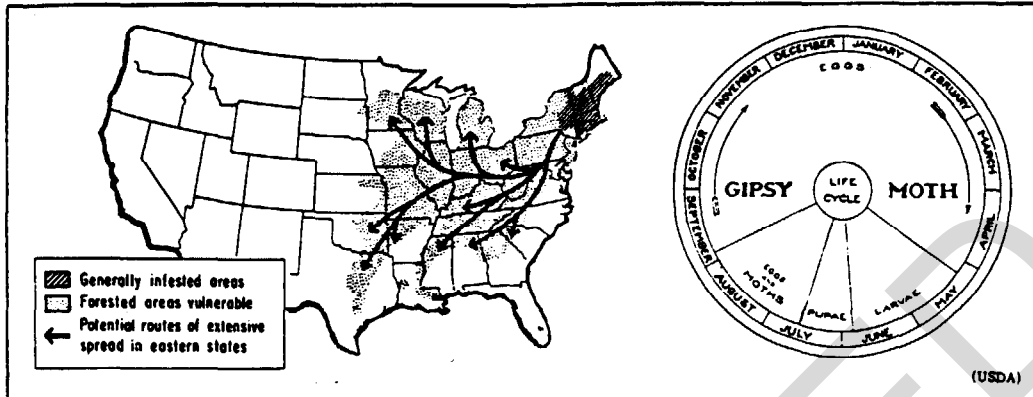 Generally infested areas
Forested areas vulnerable
Potential routes of extensive
spread in eastern states
JANUARY
FEBRUARY
MARCH
APRIL
MAY
JUNE
JULY
AUGUST
SEPTEMBER
OCTOBER
NOVEMBER
DECEMBER
EGGS
GIPSY
LIFE
CYCLE
MOTH
EGGS
AND
MOTHS
PUPAE
LARVAE
(USDA)